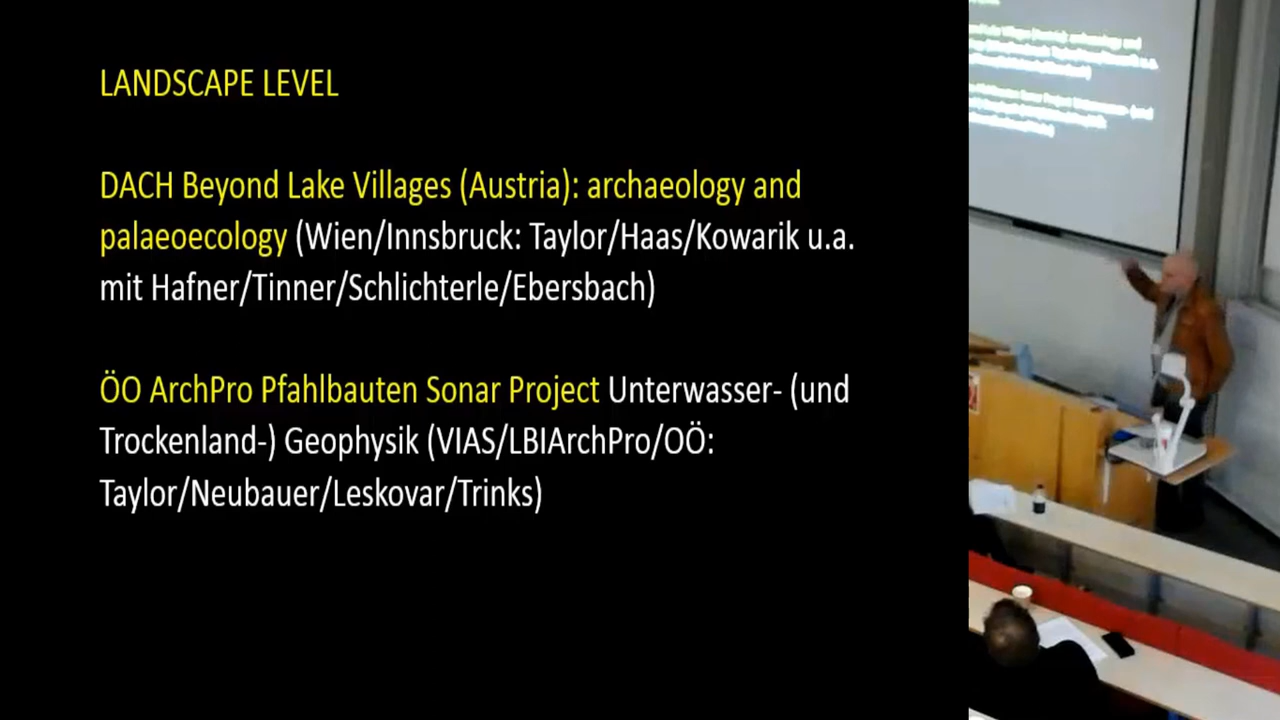 LANDSCAPE LEVEL
DACH Beyond Lake Villages (Austria): archaeology and
palaeoecology (Wien/Innsbruck: Taylor/Haas/Kowarik u.a.
mit Hafner/Tinner/Schlichterle/Ebersbach)
ÖO ArchPro Pfahlbauten Sonar Project Unterwasser- (und
Trockenland-) Geophysik (VIAS/LBIArchPro/OÖ:
Taylor/Neubauer/Leskovar/Trinks)